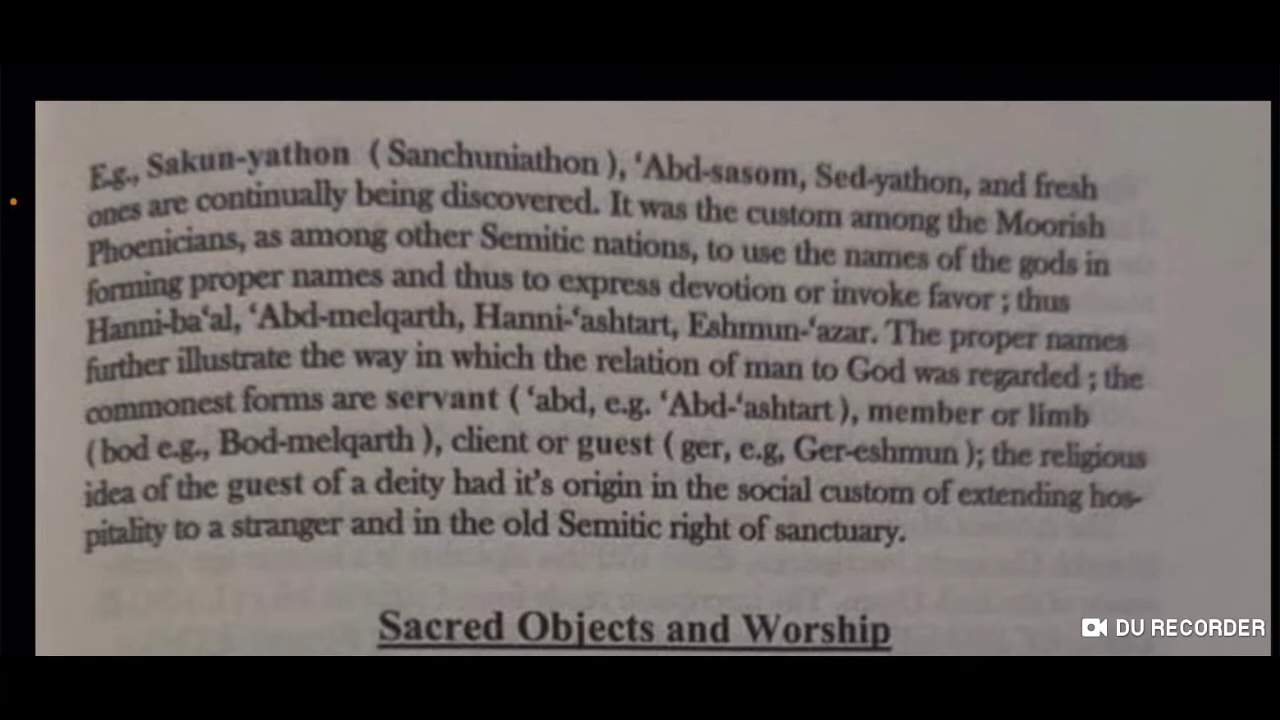 E.g., Sakun-yathon ( Sanchuniathon ), ‘Abd-sasom, Sed-yathon, and fresh
ones are continually being discovered. It was the custom among the Moorish
Phoenicians, as among other Semitic nations, to use the names of the gods in
forming proper names and thus to express devotion or invoke favor ; thus
Hanni-ba‘al, ‘Abd-melqarth, Hanni-‘ashtart, Eshmun-‘azar. The proper names
further illustrate the way in which the relation of man to God was regarded ; the
commonest forms are servant ( ‘abd, e.g. ‘Abd-‘ashtart ), member or limb
( bod e.g., Bod-melqarth ), client or guest ( ger, e.g, Ger-eshmun ); the religious
idea of the guest of a deity had it’s origin in the social custom of extending hos-
pitality to a stranger and in the old Semitic right of sanctuary.
Sacred Objects and Worship
DU RECORDER